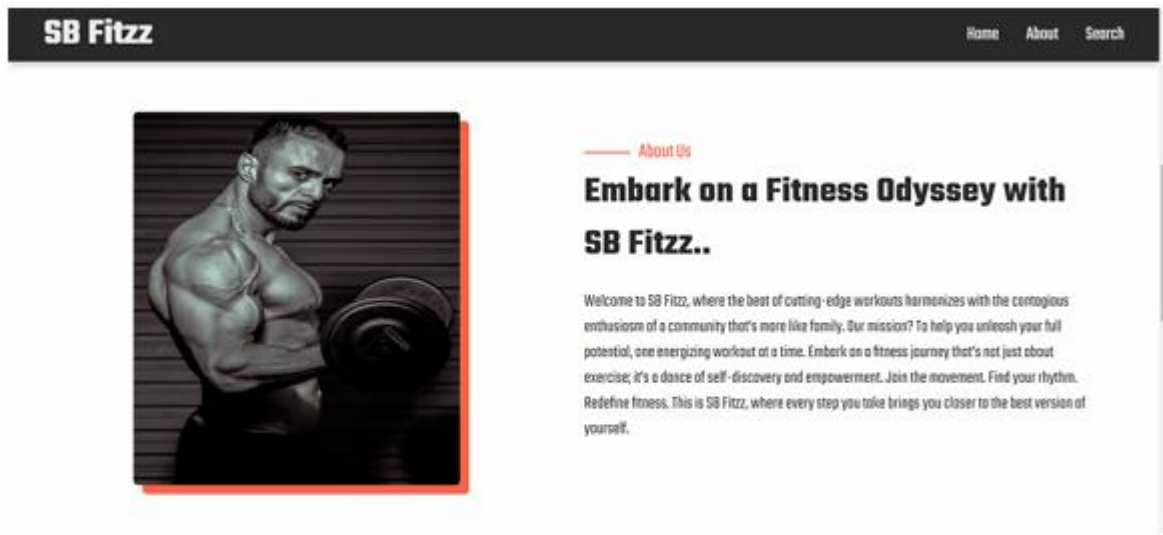 SB Fitzz
Home About Search
About Us
Embark on a Fitness Odyssey with
SB Fitzz..
Welcome to SB Fitzz, where the beat of cutting-edge workouts harmonizes with the contagious
enthusiasm of a community that's more like family. Our mission? To help you unleash your full
potential, one energizing workout at a time. Embark on a fitness journey that's not just about
exercise; it's a dance of self-discovery and empowerment. Join the movement. Find your rhythm.
Redefine fitness. This is SB Fitzz, where every step you take brings you closer to the best version of
yourself.